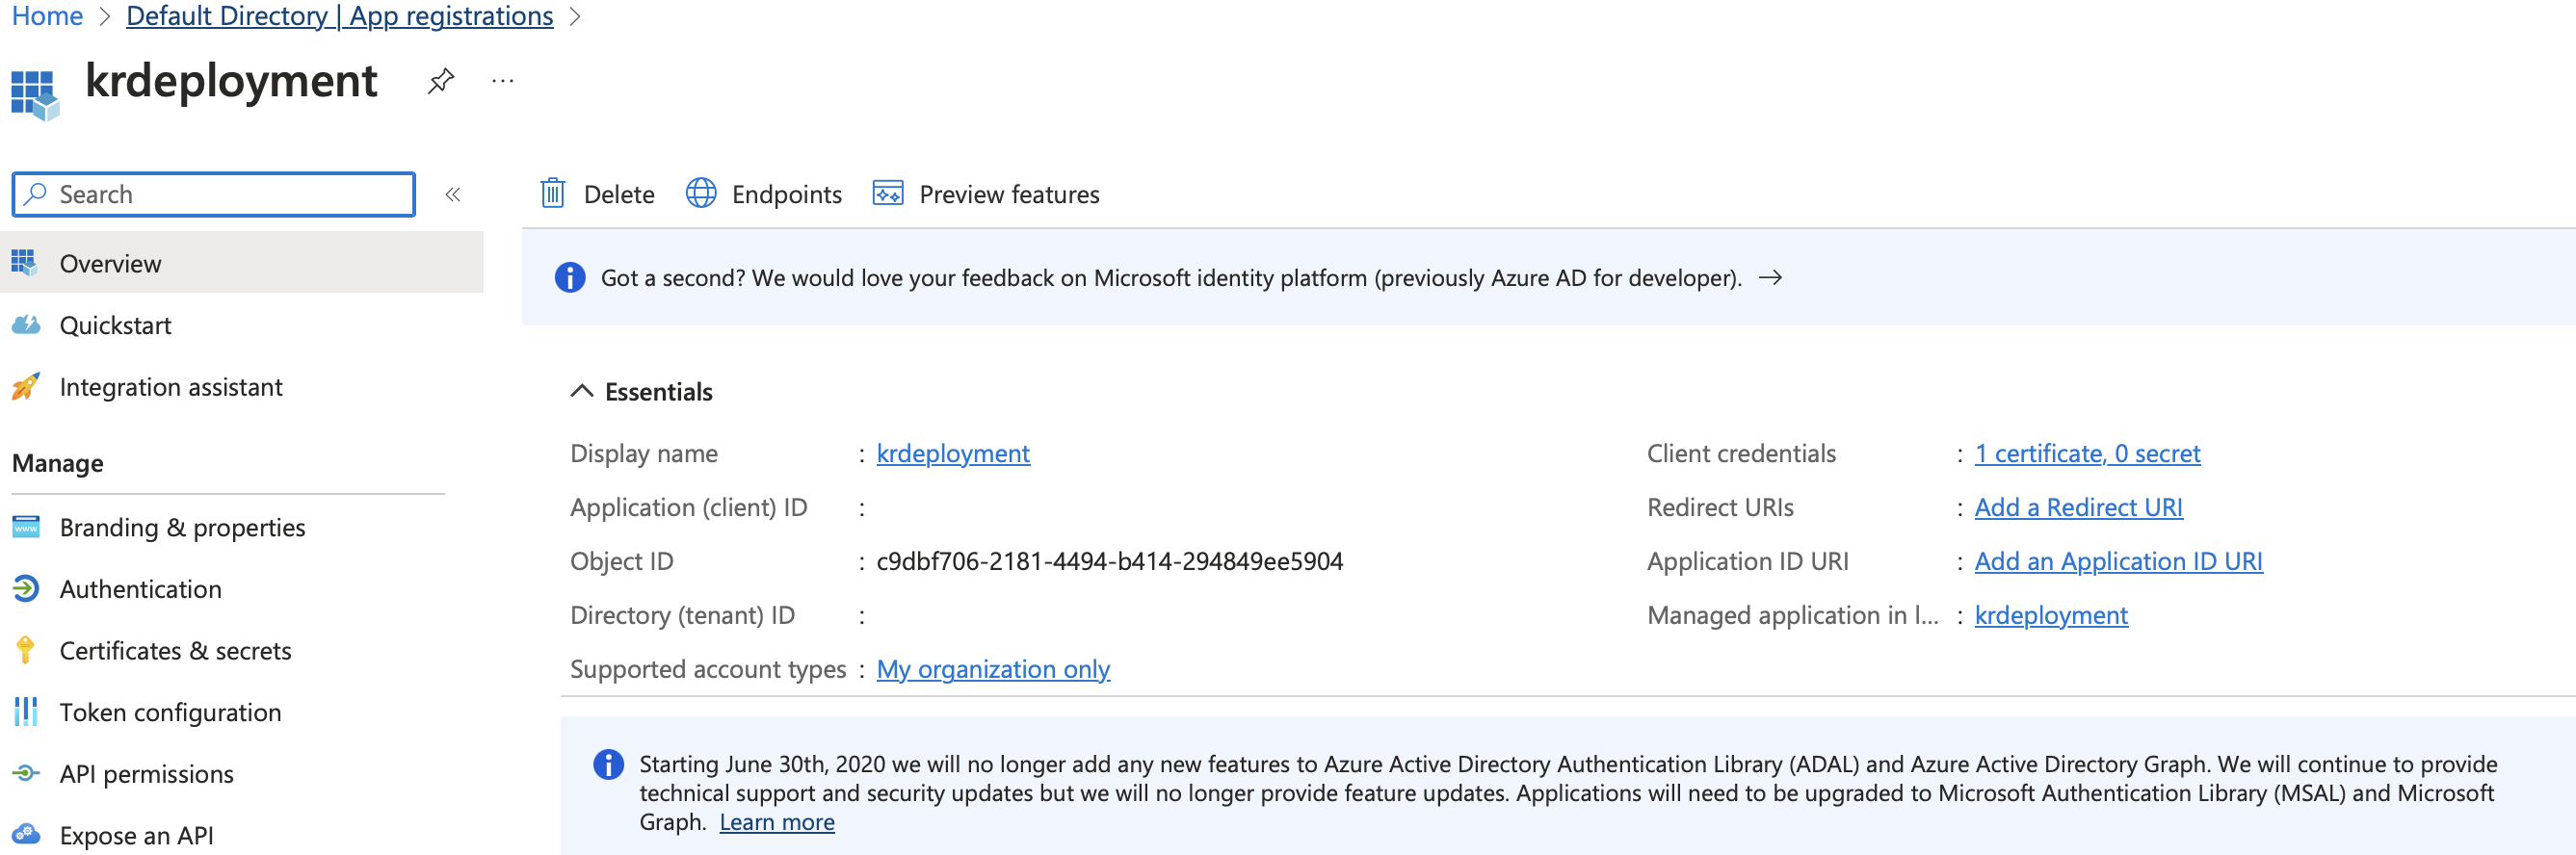 Home > Default Directory | App registrations >
krdeployment
...
Search «
Delete Endpoints Preview features
Overview
Got a second? We would love your feedback on Microsoft identity platform (previously Azure AD for developer). →
Quickstart
Integration assistant
Essentials
Manage
Display name : krdeployment
Client credentials : 1 certificate, 0 secret
Application (client) ID :
Redirect URIs : Add a Redirect URI
Branding & properties
Object ID : c9dbf706-2181-4494-b414-294849ee5904
Application ID URI : Add an Application ID URI
Authentication
Directory (tenant) ID :
Managed application in l... : krdeployment
Certificates & secrets
Supported account types : My organization only
Token configuration
API permissions
Expose an API
Starting June 30th, 2020 we will no longer add any new features to Azure Active Directory Authentication Library (ADAL) and Azure Active Directory Graph. We will continue to provide
technical support and security updates but we will no longer provide feature updates. Applications will need to be upgraded to Microsoft Authentication Library (MSAL) and Microsoft
Graph. Learn more